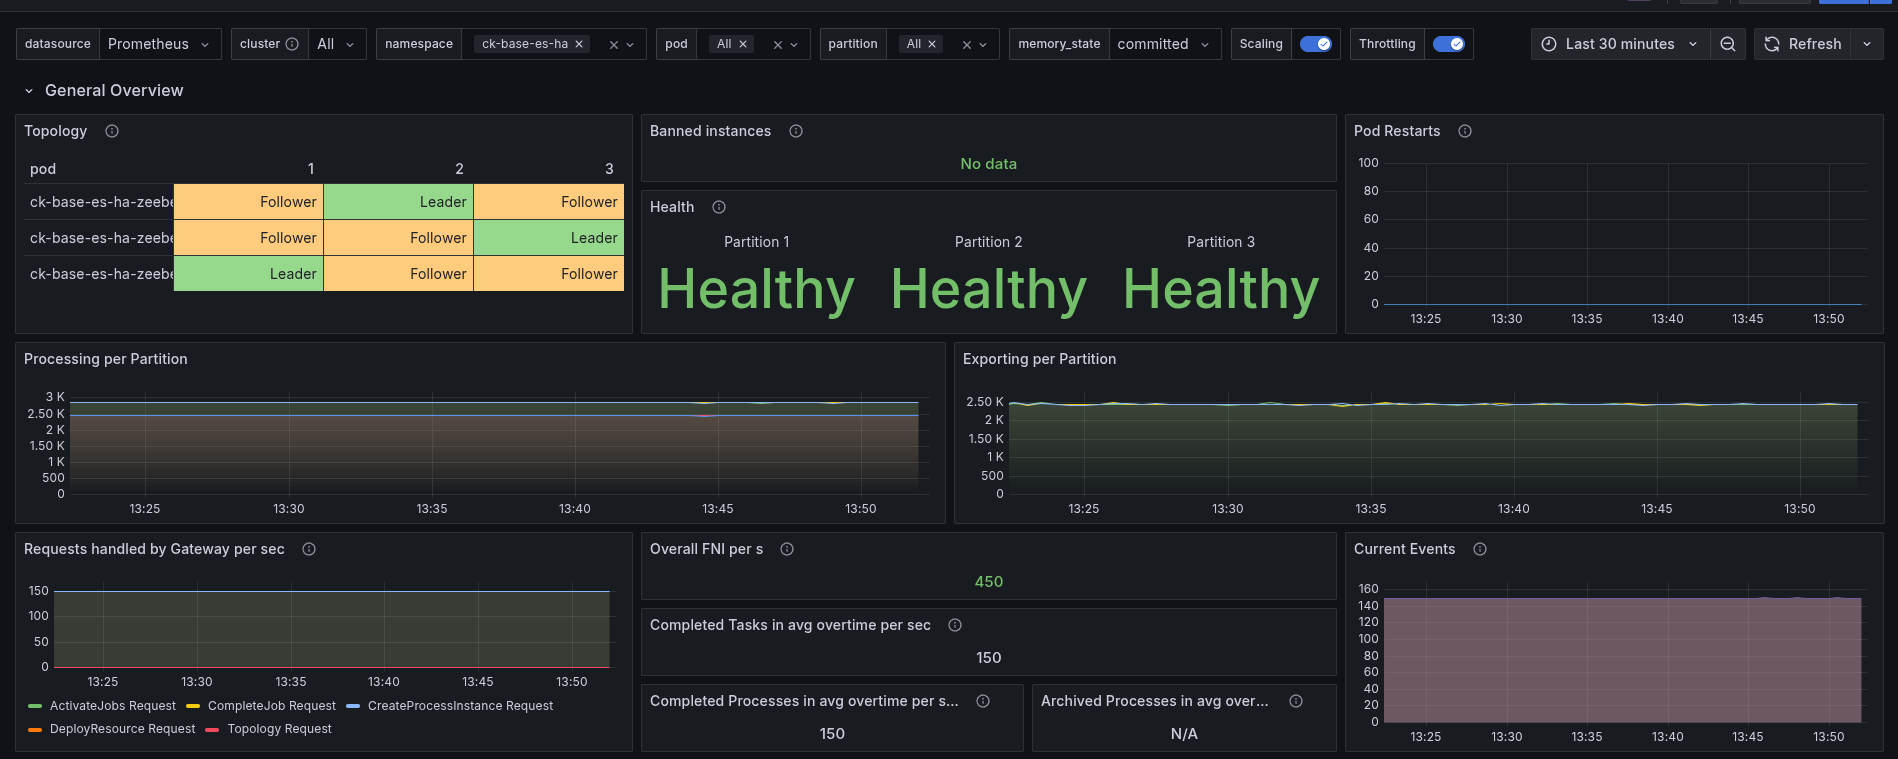 datasource Prometheus cluster All namespace ck-base-es-ha pod All partition All memory_state committed Scaling Throttling Last 30 minutes Refresh
General Overview
Topology
pod 1 2 3
ck-base-es-ha-zeebe Follower Leader Follower
ck-base-es-ha-zeebe Follower Follower Leader
ck-base-es-ha-zeebe Leader Follower Follower
Banned instances
No data
Health
Partition 1 Partition 2 Partition 3
Healthy Healthy Healthy
Pod Restarts
100
80
60
40
20
0
13:25 13:30 13:35 13:40 13:45 13:50
Processing per Partition
3 K
2.50 K
2 K
1.50 K
1 K
500
0
13:25 13:30 13:35 13:40 13:45 13:50
Exporting per Partition
2.50 K
2 K
1.50 K
1 K
500
0
13:25 13:30 13:35 13:40 13:45 13:50
Requests handled by Gateway per sec
150
100
50
0
13:25 13:30 13:35 13:40 13:45 13:50
ActivateJobs Request CompleteJob Request CreateProcessInstance Request
DeployResource Request Topology Request
Overall FNI per s
450
Completed Tasks in avg overtime per sec
150
Completed Processes in avg overtime per s...
150
Archived Processes in avg over...
N/A
Current Events
160
140
120
100
80
60
40
20
0
13:25 13:30 13:35 13:40 13:45 13:50